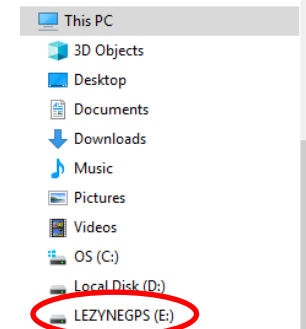 This PC
3D Objects
Desktop
Documents
Downloads
Music
Pictures
Videos
OS (C:)
Local Disk (D:)
LEZYNEGPS (E:)